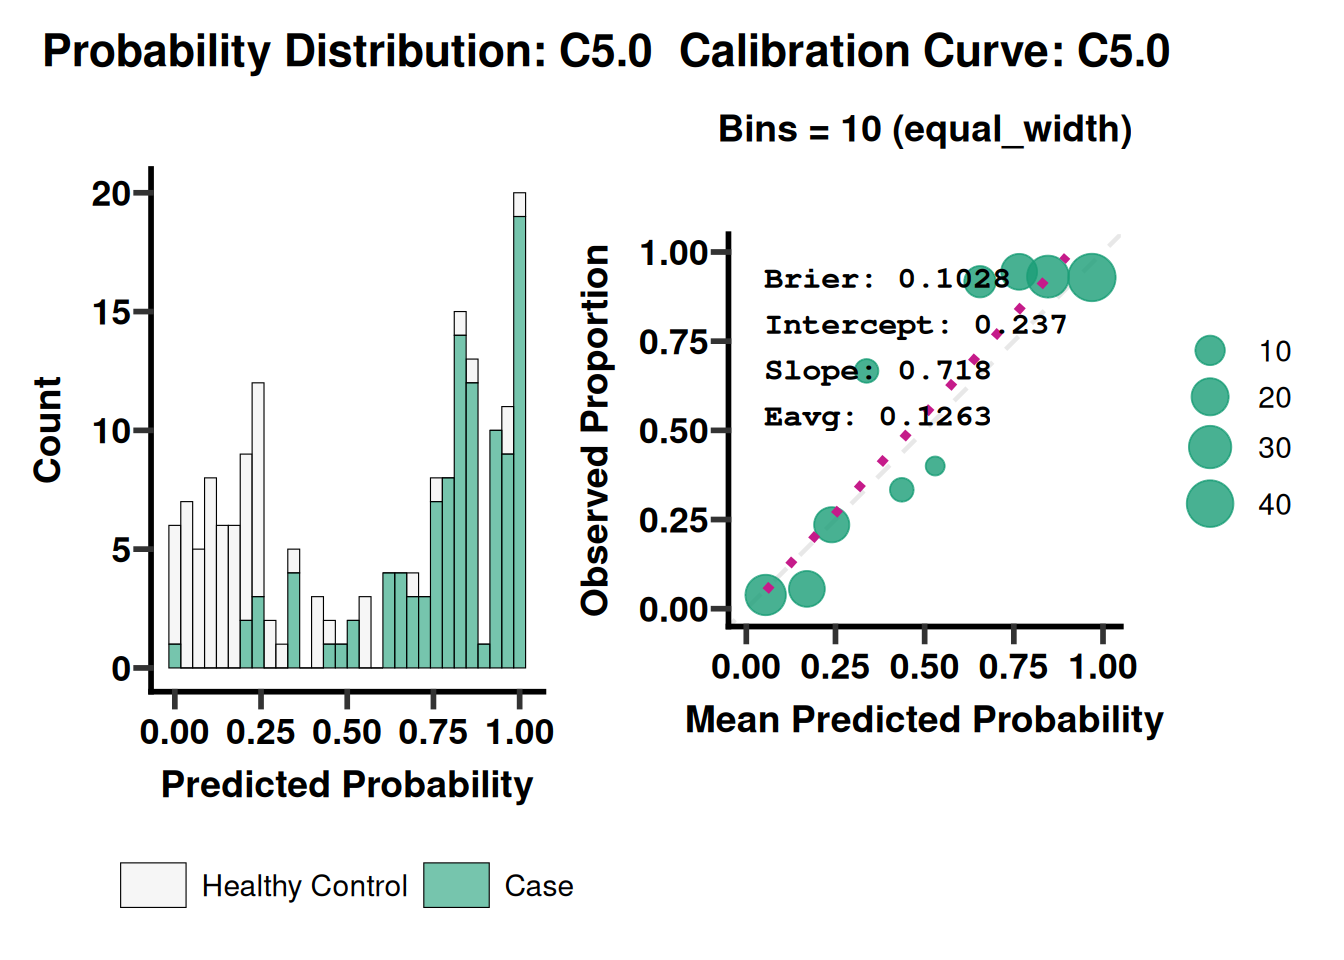 Probability Distribution: C5.0
20
15
10
5
0
Count
0.00 0.25 0.50 0.75 1.00
Predicted Probability
Healthy Control
Case
Calibration Curve: C5.0
Bins = 10 (equal_width)
1.00
0.75
0.50
0.25
0.00
Observed Proportion
Brier: 0.1028
Intercept: 0.237
Slope: 0.718
Eavg: 0.1263
0.00 0.25 0.50 0.75 1.00
Mean Predicted Probability
10
20
30
40